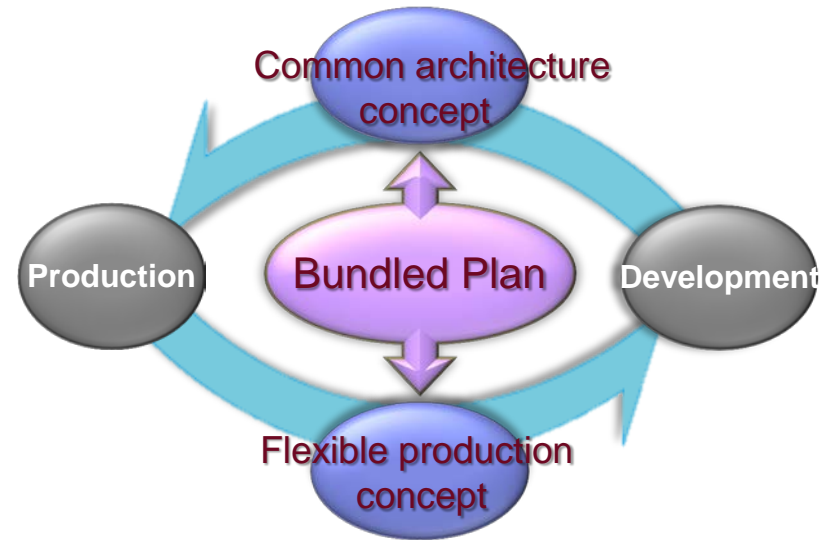 Common architecture
concept
Production
Bundled Plan
Development
Flexible production
concept